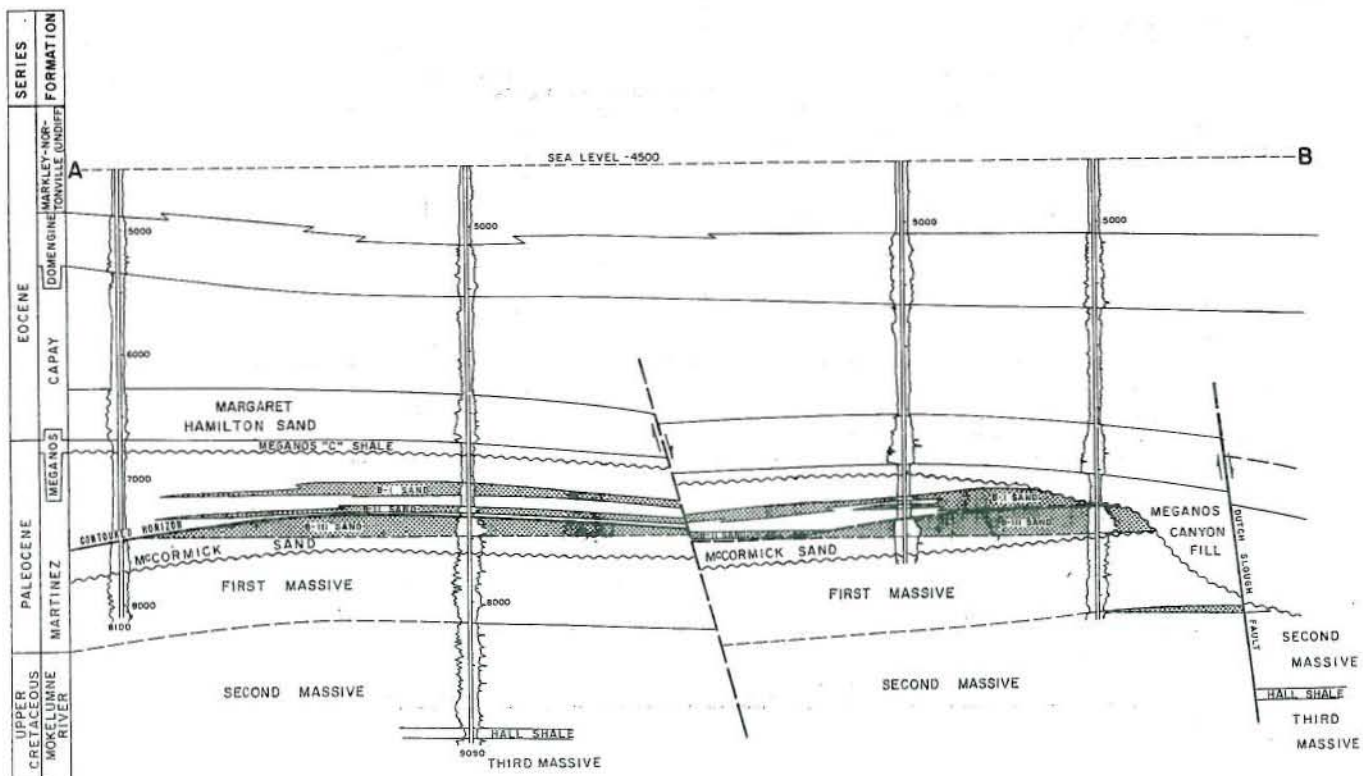 SERIES
FORMATION
EOCENE
PALEOCENE
UPPER
CRETACEOUS
MARKLEY-NOR-
TONVILLE (UNDIFF)
DOMENGINE
CAPAY
MEGANOS
MARTINEZ
MOKELUMNE
RIVER
A
SEA LEVEL -4500
B
5000
5000
5000
5000
6000
MARGARET
HAMILTON SAND
MEGANOS "C" SHALE
7000
B-I SAND
B-I SAND
SAND
B-III SAND
B-III SAND
CONTOURED HORIZON
McCORMICK SAND
McCORMICK SAND
MEGANOS
CANYON
FILL
DUTCH SLOUGH FAULT
FIRST MASSIVE
FIRST MASSIVE
8000
8000
8100
SECOND MASSIVE
SECOND MASSIVE
SECOND
MASSIVE
HALL SHALE
HALL SHALE
9090
THIRD MASSIVE
THIRD
MASSIVE